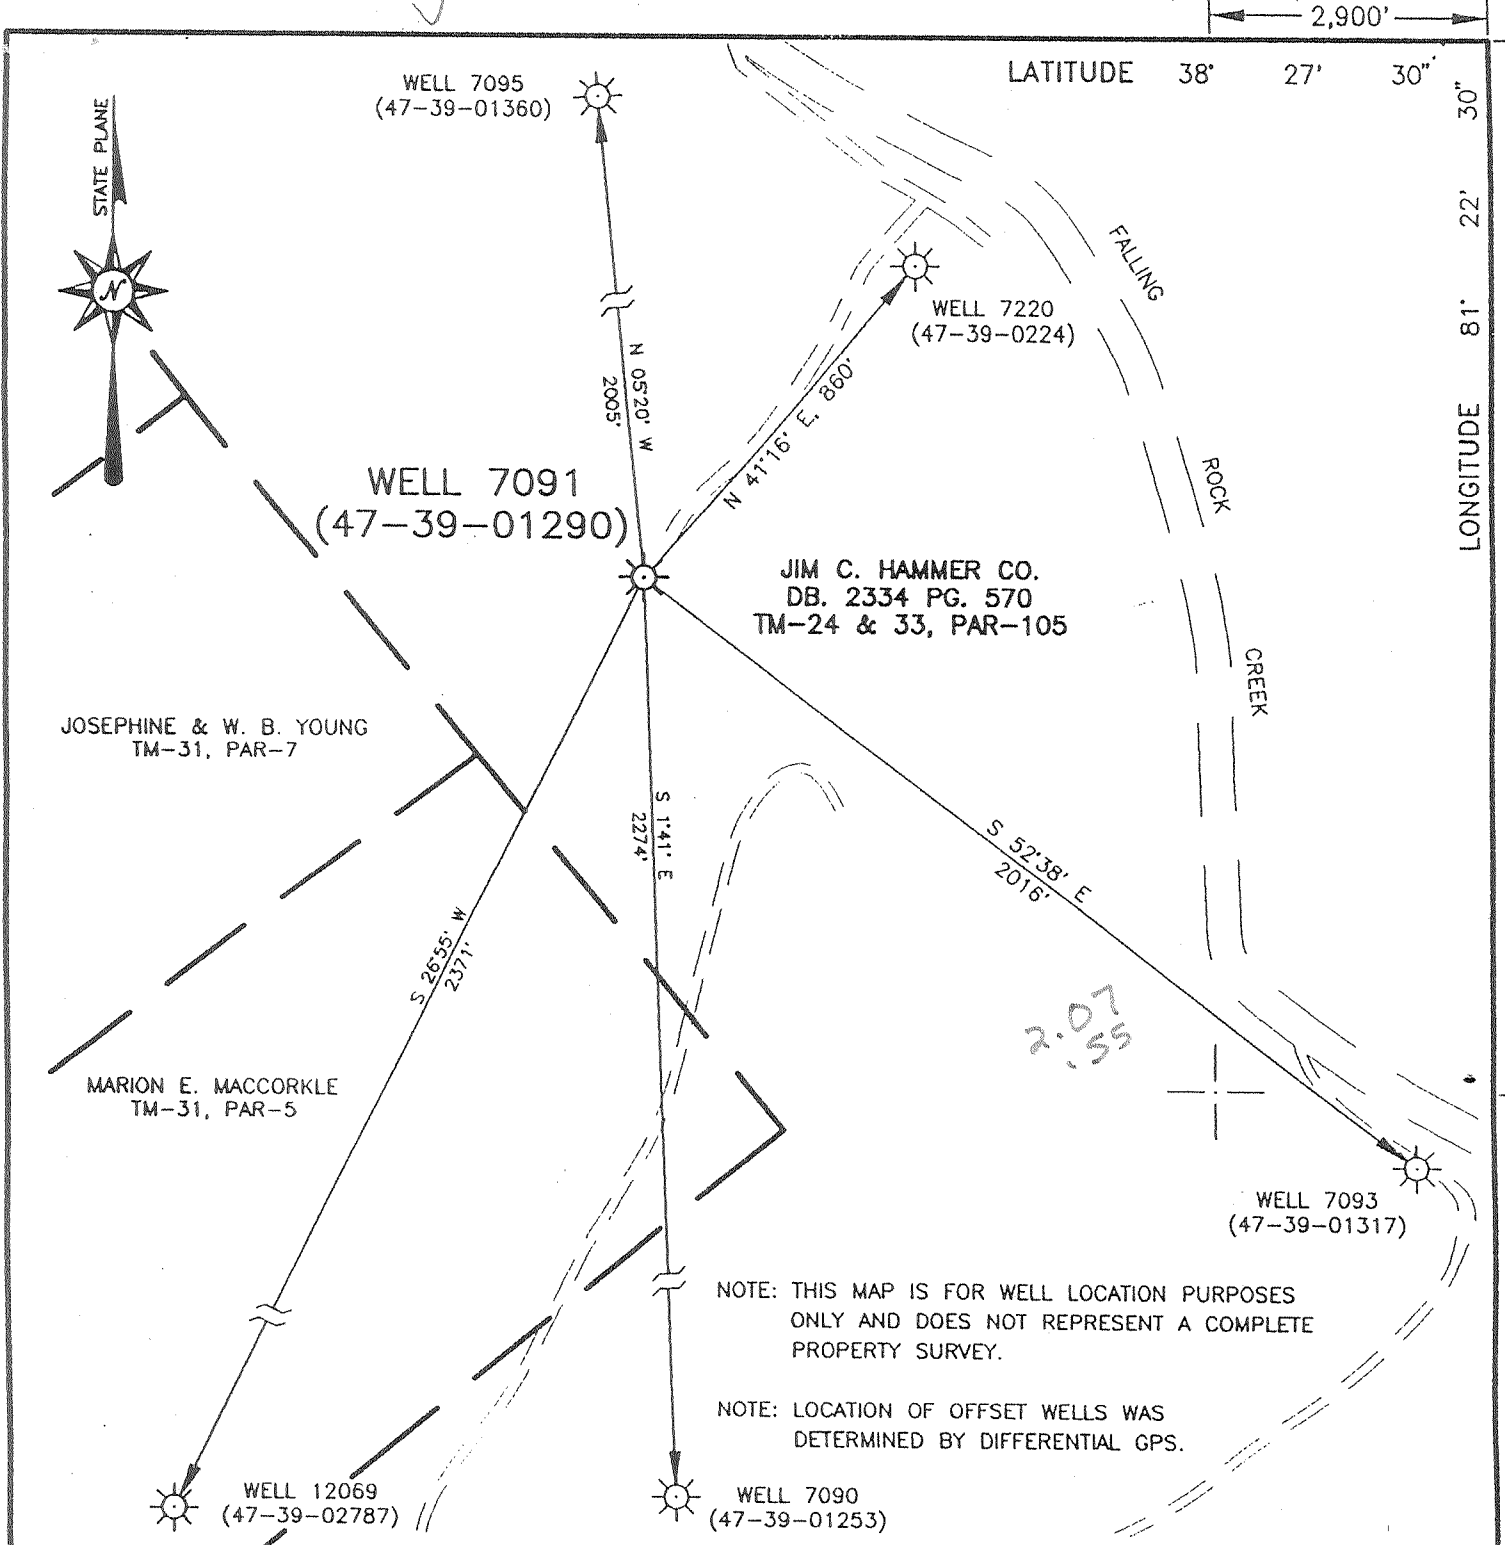 2,900'
LATITUDE 38° 27' 30"
LONGITUDE 81° 22' 30"
STATE PLANE
N
WELL 7095
(47-39-01360)
FALLING
ROCK
CREEK
WELL 7220
(47-39-0224)
N 05°20' W
2005'
N 41°16' E, 860'
WELL 7091
(47-39-01290)
JIM C. HAMMER CO.
DB. 2334 PG. 570
TM-24 & 33, PAR-105
JOSEPHINE & W. B. YOUNG
TM-31, PAR-7
S 1°41' E
2274'
S 52°38' E
2016'
S 26°55' W
2371'
2.07
.55
MARION E. MACCORKLE
TM-31, PAR-5
WELL 7093
(47-39-01317)
NOTE: THIS MAP IS FOR WELL LOCATION PURPOSES
ONLY AND DOES NOT REPRESENT A COMPLETE
PROPERTY SURVEY.
NOTE: LOCATION OF OFFSET WELLS WAS
DETERMINED BY DIFFERENTIAL GPS.
WELL 12069
(47-39-02787)
WELL 7090
(47-39-01253)